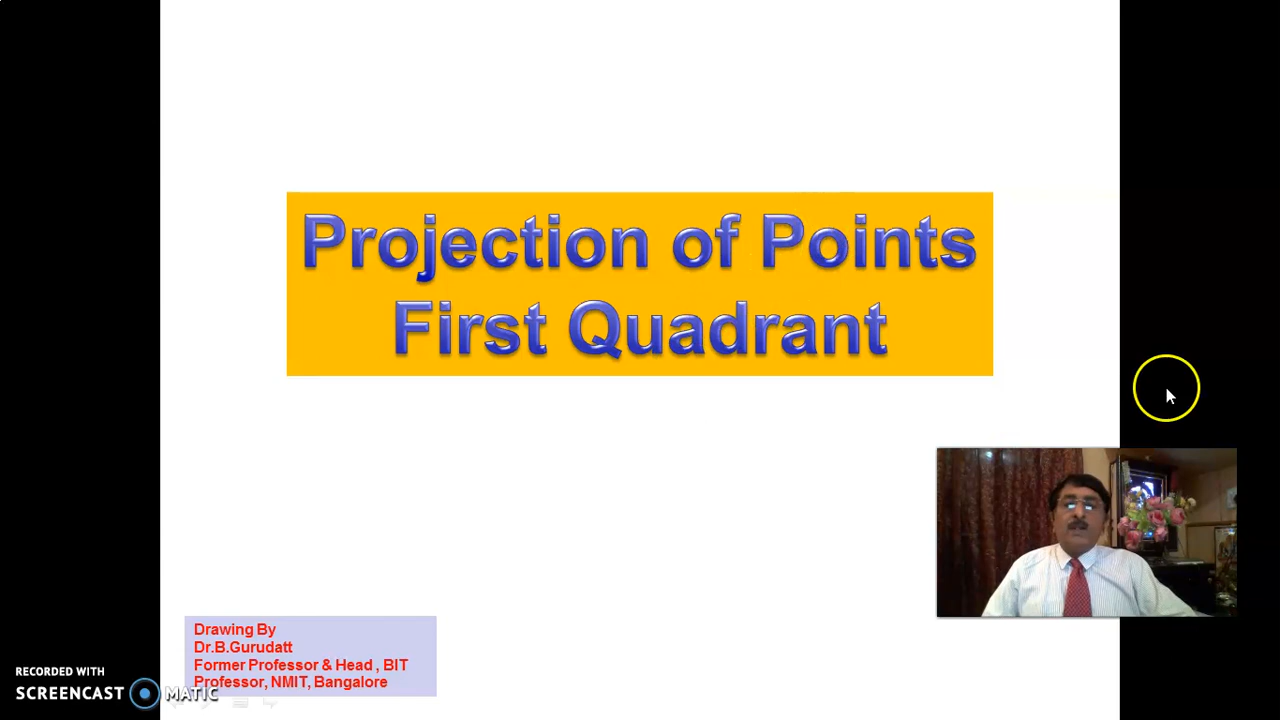 Projection of Points
First Quadrant
Drawing By
Dr.B.Gurudatt
Former Professor & Head , BIT
Professor, NMIT, Bangalore
RECORDED WITH
SCREENCAST MATIC